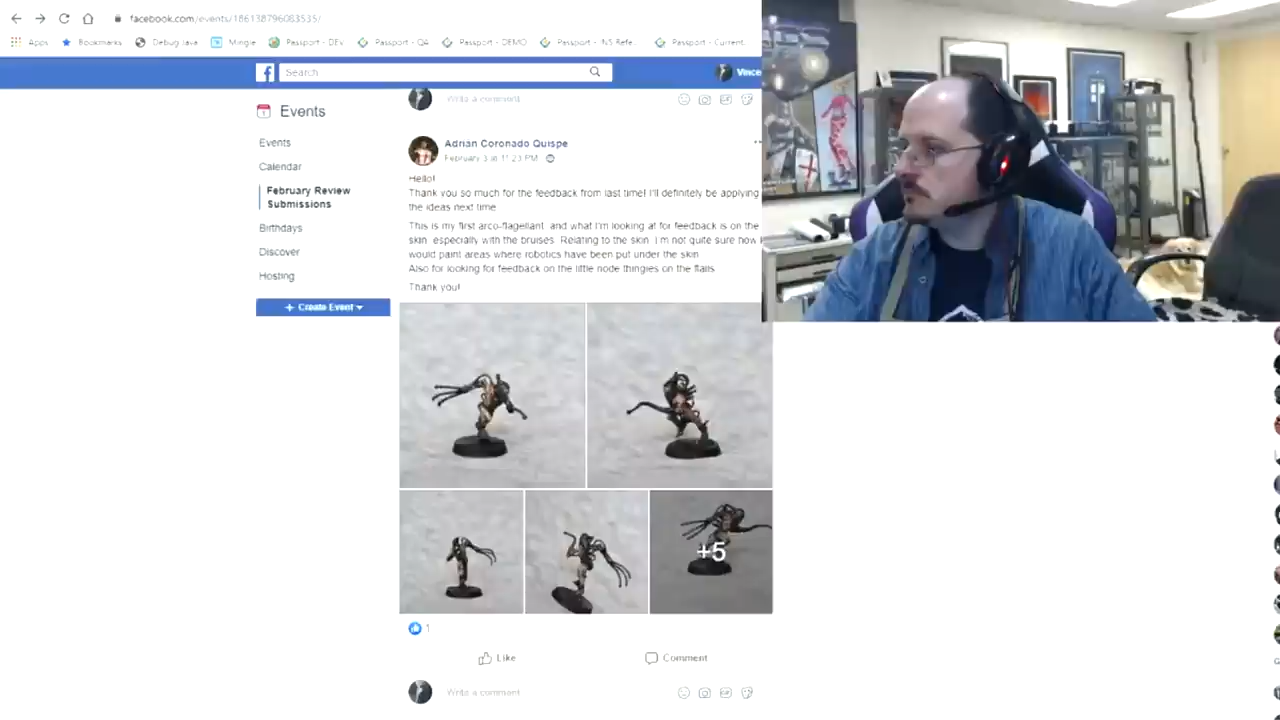 facebook.com/events/186138796083535/
Apps Bookmarks Debug Java Mingle Passport - DEV Passport - QA Passport - DEMO Passport - NS Refe... Passport - Current...
Search
Vince
Events
Write a comment
Events
Calendar
February Review
Submissions
Birthdays
Discover
Hosting
+ Create Event
Adrian Coronado Quispe
February 3 at 11:23 PM
Hello!
Thank you so much for the feedback from last time! I'll definitely be applying
the ideas next time
This is my first arco-flagellant and what I'm looking at for feedback is on the
skin especially with the bruises. Relating to the skin i'm not quite sure how
would paint areas where robotics have been put under the skin
Also for looking for feedback on the little node thingies on the flails
Thank you!
+5
1
Like
Comment
Write a comment